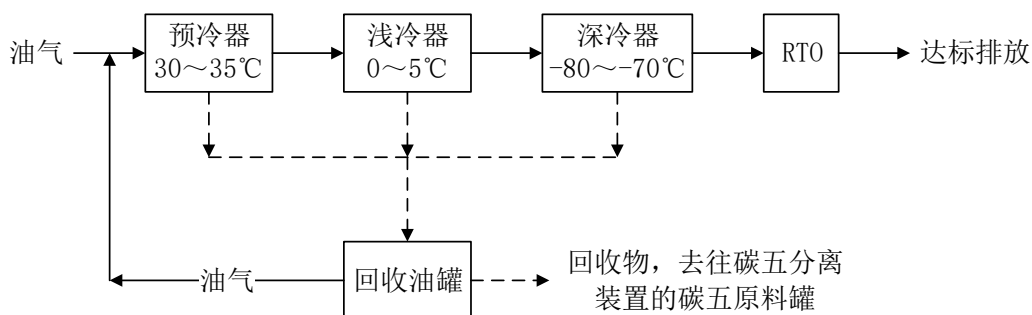 油气
预冷器
30～35℃
浅冷器
0～5℃
深冷器
-80～-70℃
RTO
达标排放
油气
回收油罐
回收物，去往碳五分离
装置的碳五原料罐